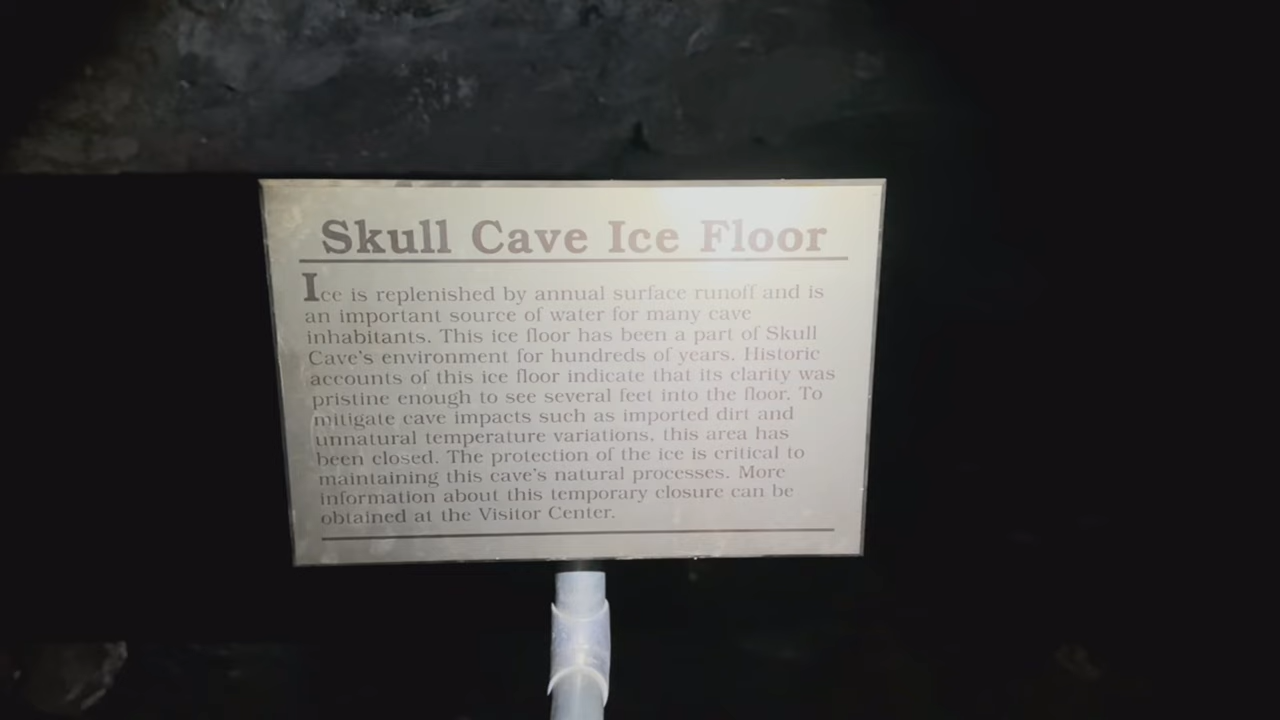 Skull Cave Ice Floor
Ice is replenished by annual surface runoff and is
an important source of water for many cave
inhabitants. This ice floor has been a part of Skull
Cave's environment for hundreds of years. Historic
accounts of this ice floor indicate that its clarity was
pristine enough to see several feet into the floor. To
mitigate cave impacts such as imported dirt and
unnatural temperature variations, this area has
been closed. The protection of the ice is critical to
maintaining this cave's natural processes. More
information about this temporary closure can be
obtained at the Visitor Center.